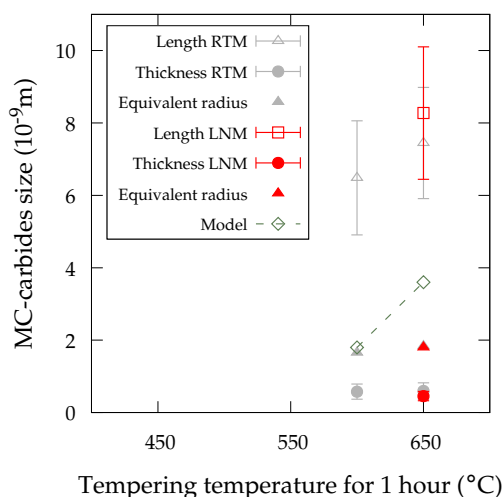 MC-carbides size (10⁻⁹m)
10
8
6
4
2
0
Length RTM
Thickness RTM
Equivalent radius
Length LNM
Thickness LNM
Equivalent radius
Model
450 550 650
Tempering temperature for 1 hour (°C)